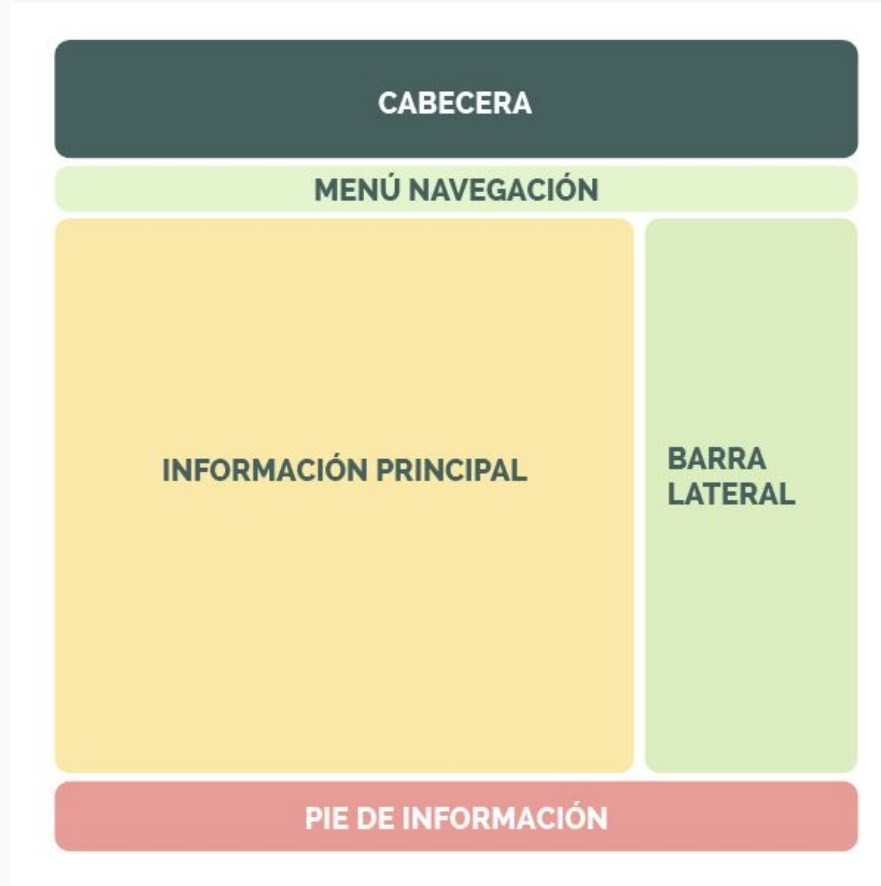 CABECERA
MENÚ NAVEGACIÓN
INFORMACIÓN PRINCIPAL
BARRA
LATERAL
PIE DE INFORMACIÓN